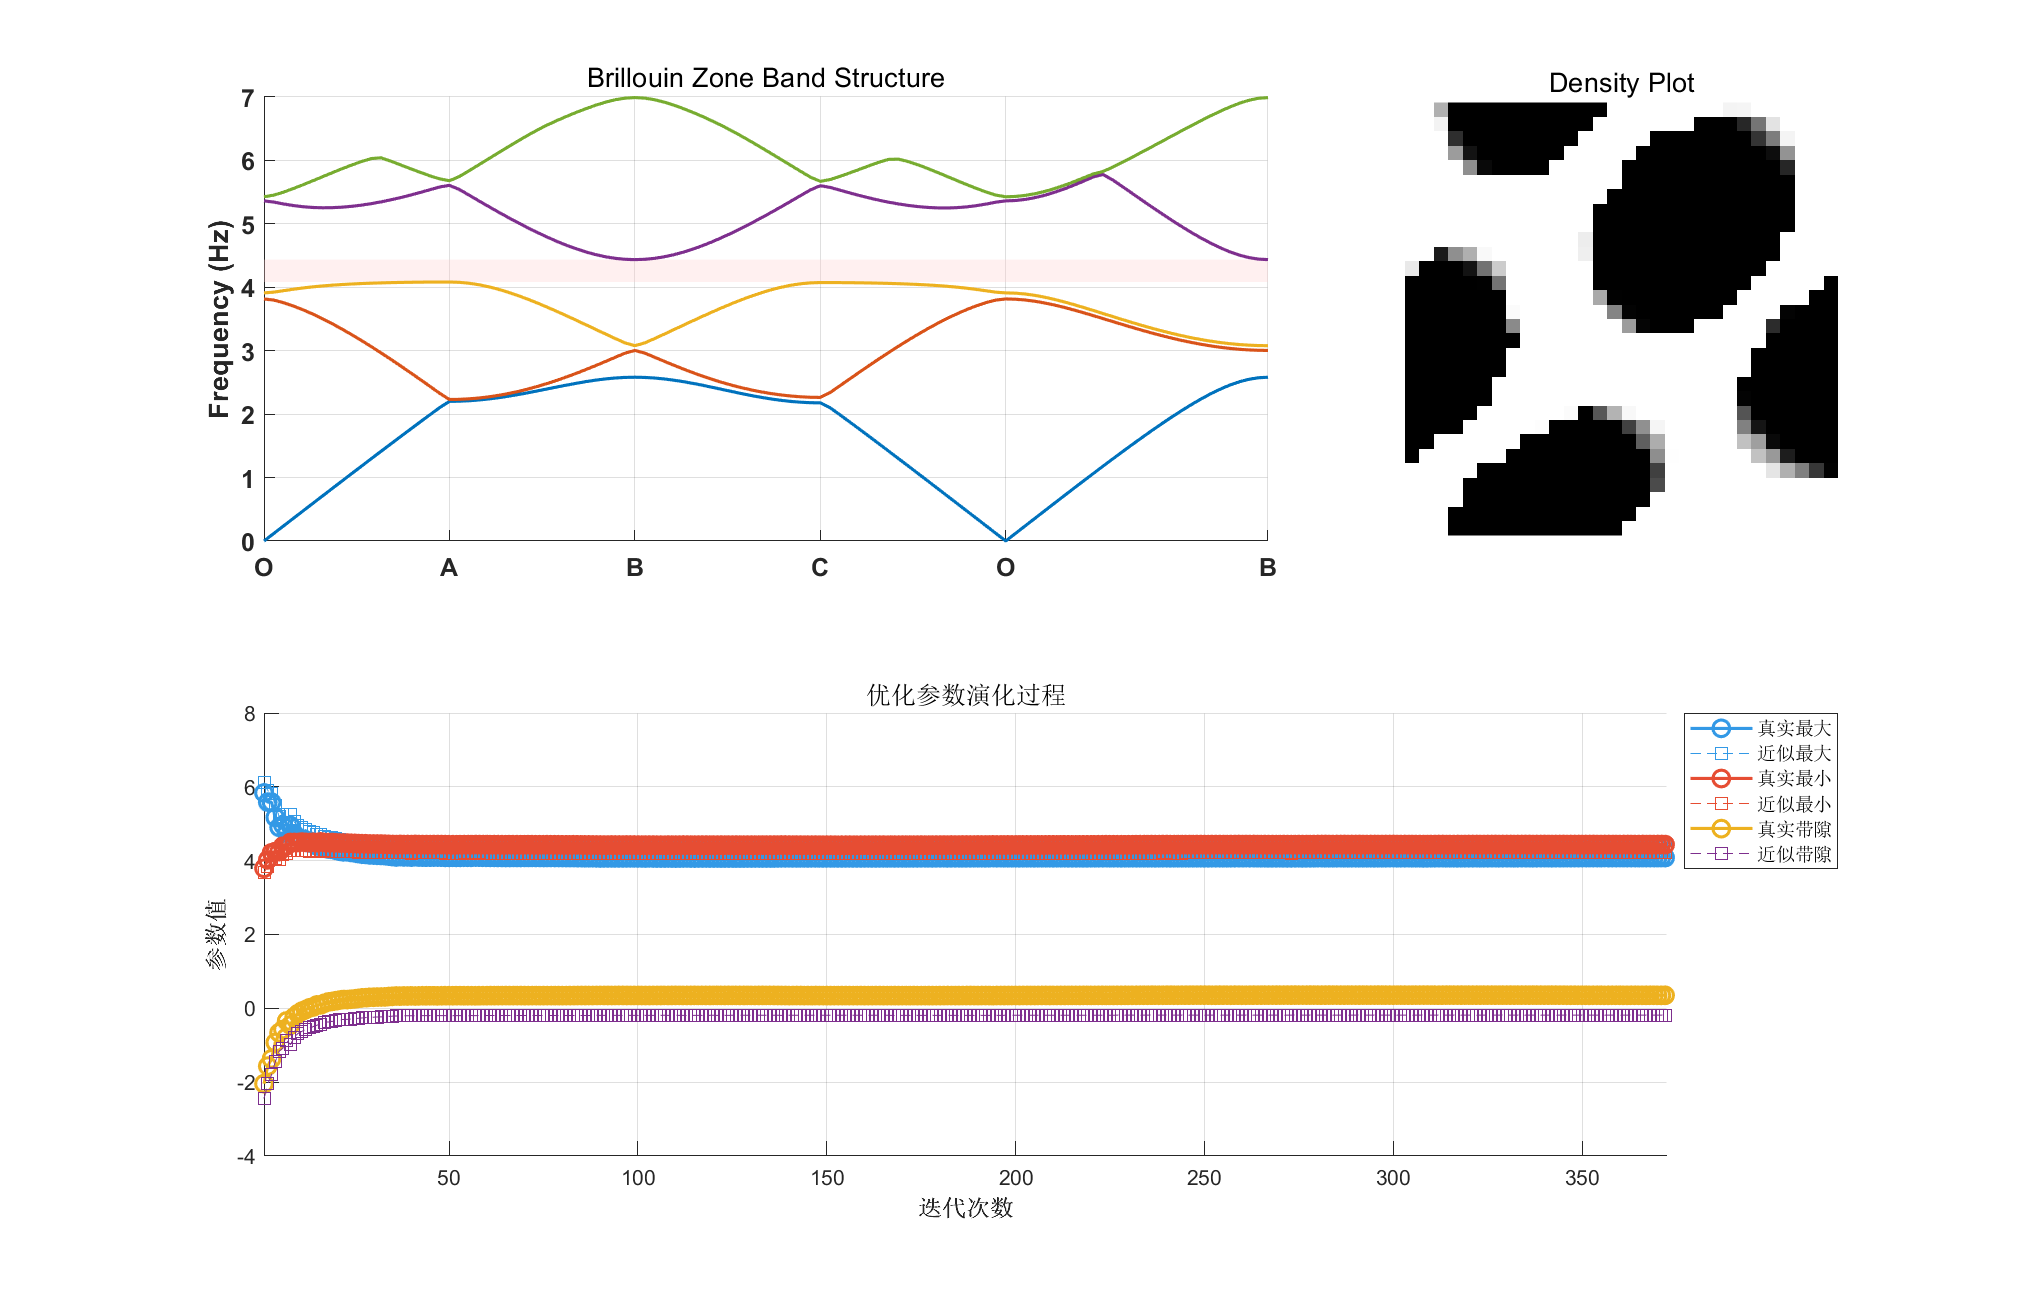 Brillouin Zone Band Structure
7
6
5
4
3
2
1
0
Frequency (Hz)
O A B C O B
Density Plot
优化参数演化过程
8
6
4
2
0
-2
-4
参数值
50 100 150 200 250 300 350
迭代次数
真实最大
近似最大
真实最小
近似最小
真实带隙
近似带隙